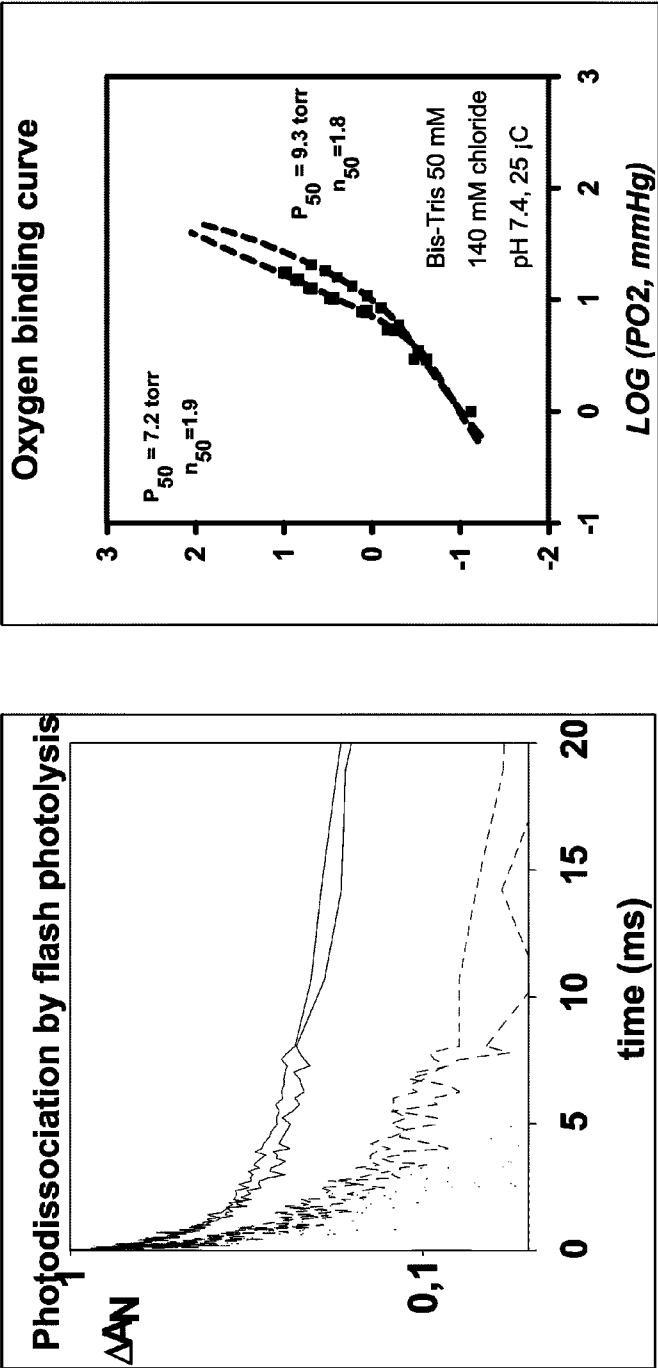 Photodissociation by flash photolysis
ΔAN
1
0,1
0
5
10
15
20
time (ms)
Oxygen binding curve
P50 = 7.2 torr
n50=1.9
P50 = 9.3 torr
n50=1.8
Bis-Tris 50 mM
140 mM chloride
pH 7.4, 25 ¡C
3
2
1
0
-1
-2
-1
0
1
2
3
LOG (PO2, mmHg)